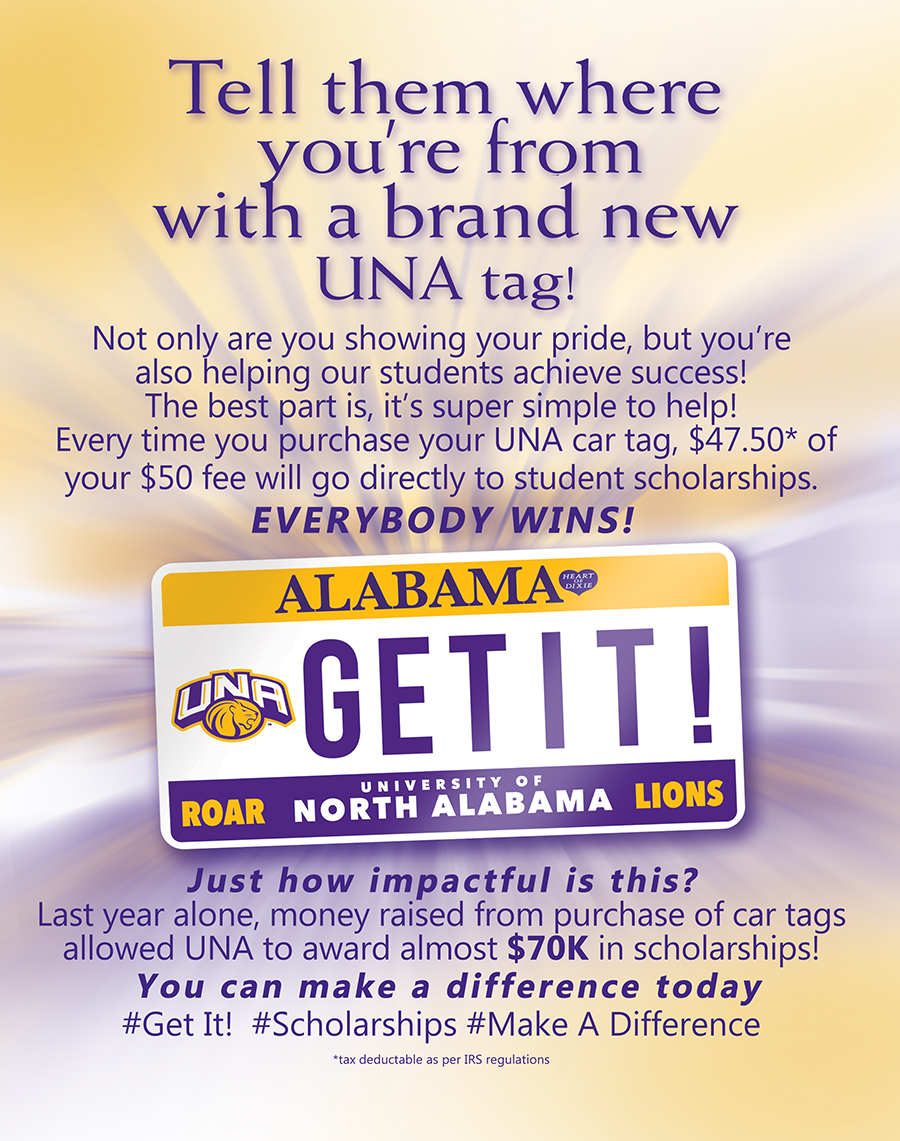 Tell them where
you're from
with a brand new
UNA tag!
Not only are you showing your pride, but you're
also helping our students achieve success!
The best part is, it's super simple to help!
Every time you purchase your UNA car tag, $47.50* of
your $50 fee will go directly to student scholarships.
EVERYBODY WINS!
ALABAMA
HEART
OF
DIXIE
UNA
GETIT!
ROAR
UNIVERSITY OF
NORTH ALABAMA
LIONS
Just how impactful is this?
Last year alone, money raised from purchase of car tags
allowed UNA to award almost $70K in scholarships!
You can make a difference today
#Get It!  #Scholarships #Make A Difference
*tax deductable as per IRS regulations